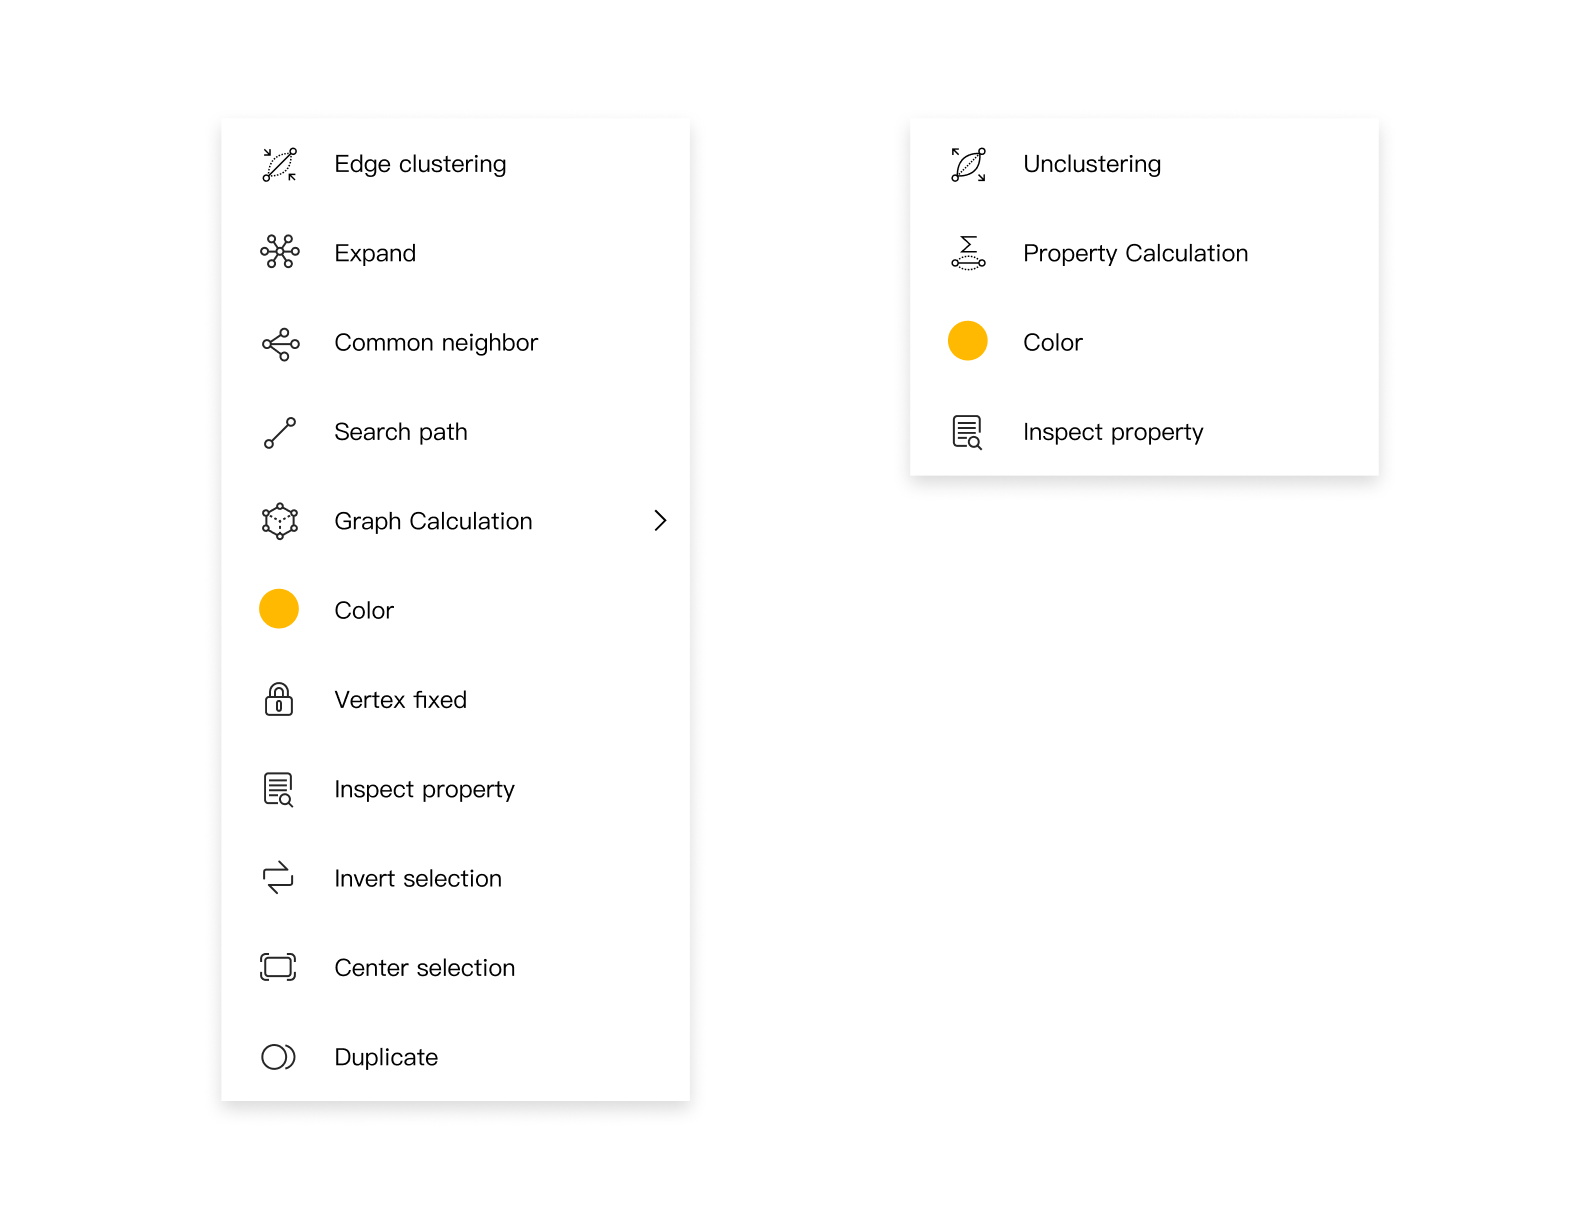 Edge clustering
Expand
Common neighbor
Search path
Graph Calculation
Color
Vertex fixed
Inspect property
Invert selection
Center selection
Duplicate
Unclustering
Property Calculation
Color
Inspect property